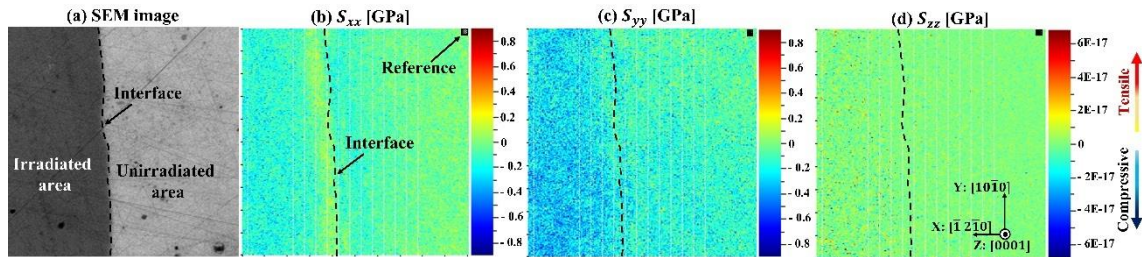 (a) SEM image
(b) Sxx [GPa]
(c) Syy [GPa]
(d) Szz [GPa]
Interface
Irradiated
area
Unirradiated
area
Reference
Interface
0.8
0.6
0.4
0.2
0
- 0.2
- 0.4
- 0.6
- 0.8
0.8
0.6
0.4
0.2
0
- 0.2
- 0.4
- 0.6
- 0.8
Y: [101̅0]
X: [1̅ 21̅0]
Z: [0001]
6E-17
4E-17
2E-17
0
-2E-17
-4E-17
-6E-17
Tensile
Compressive